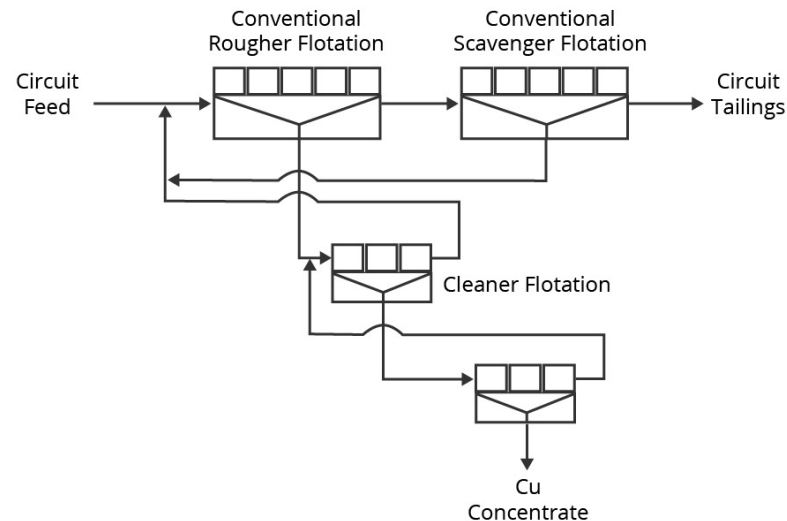 Conventional
Rougher Flotation
Conventional
Scavenger Flotation
Circuit
Feed
Circuit
Tailings
Cleaner Flotation
Cu
Concentrate